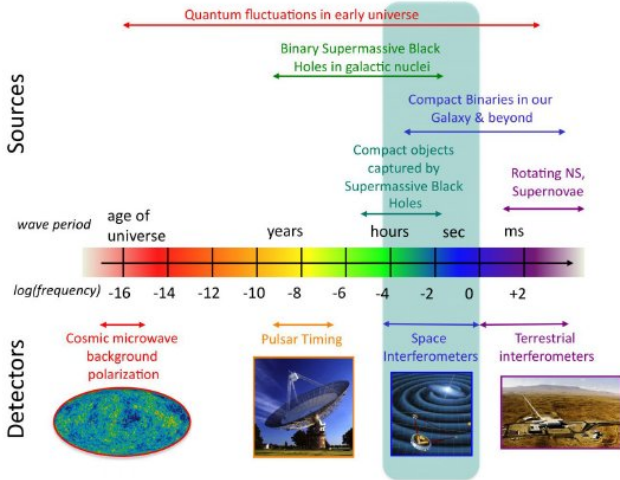 Quantum fluctuations in early universe
Binary Supermassive Black
Holes in galactic nuclei
Compact Binaries in our
Galaxy & beyond
Compact objects
captured by
Supermassive Black
Holes
Rotating NS,
Supernovae
Sources
wave period
age of
universe
years
hours
sec
ms
log(frequency)
-16
-14
-12
-10
-8
-6
-4
-2
0
+2
Detectors
Cosmic microwave
background
polarization
Pulsar Timing
Space
Interferometers
Terrestrial
interferometers